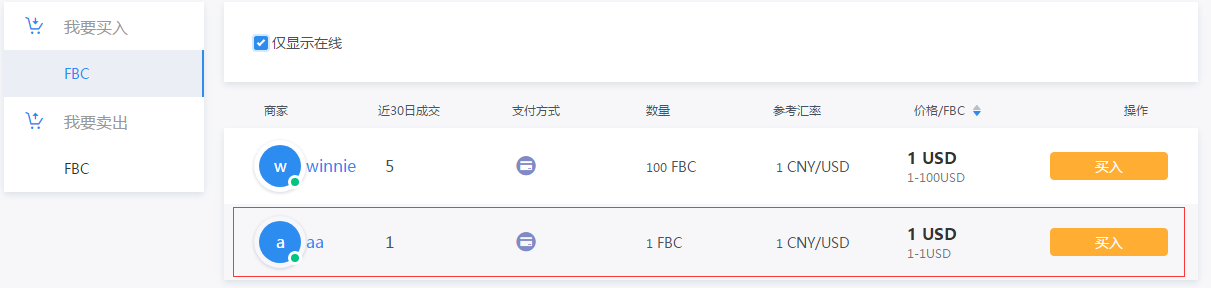 我要买入
FBC
我要卖出
FBC
仅显示在线
商家 近30日成交 支付方式 数量 参考汇率 价格/FBC 操作
w winnie 5 100 FBC 1 CNY/USD 1 USD 买入
1-100USD
a aa 1 1 FBC 1 CNY/USD 1 USD 买入
1-1USD